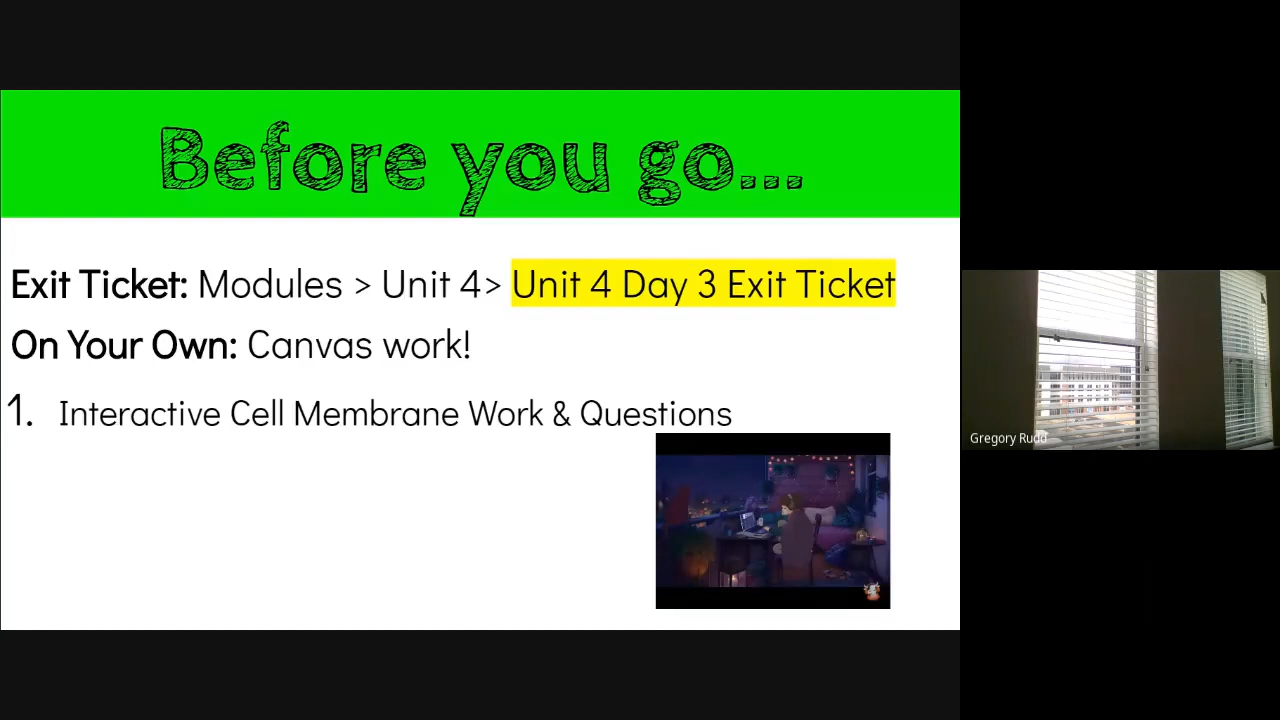 Before you go...
Exit Ticket: Modules > Unit 4> Unit 4 Day 3 Exit Ticket
On Your Own: Canvas work!
1. Interactive Cell Membrane Work & Questions
Gregory Rudd